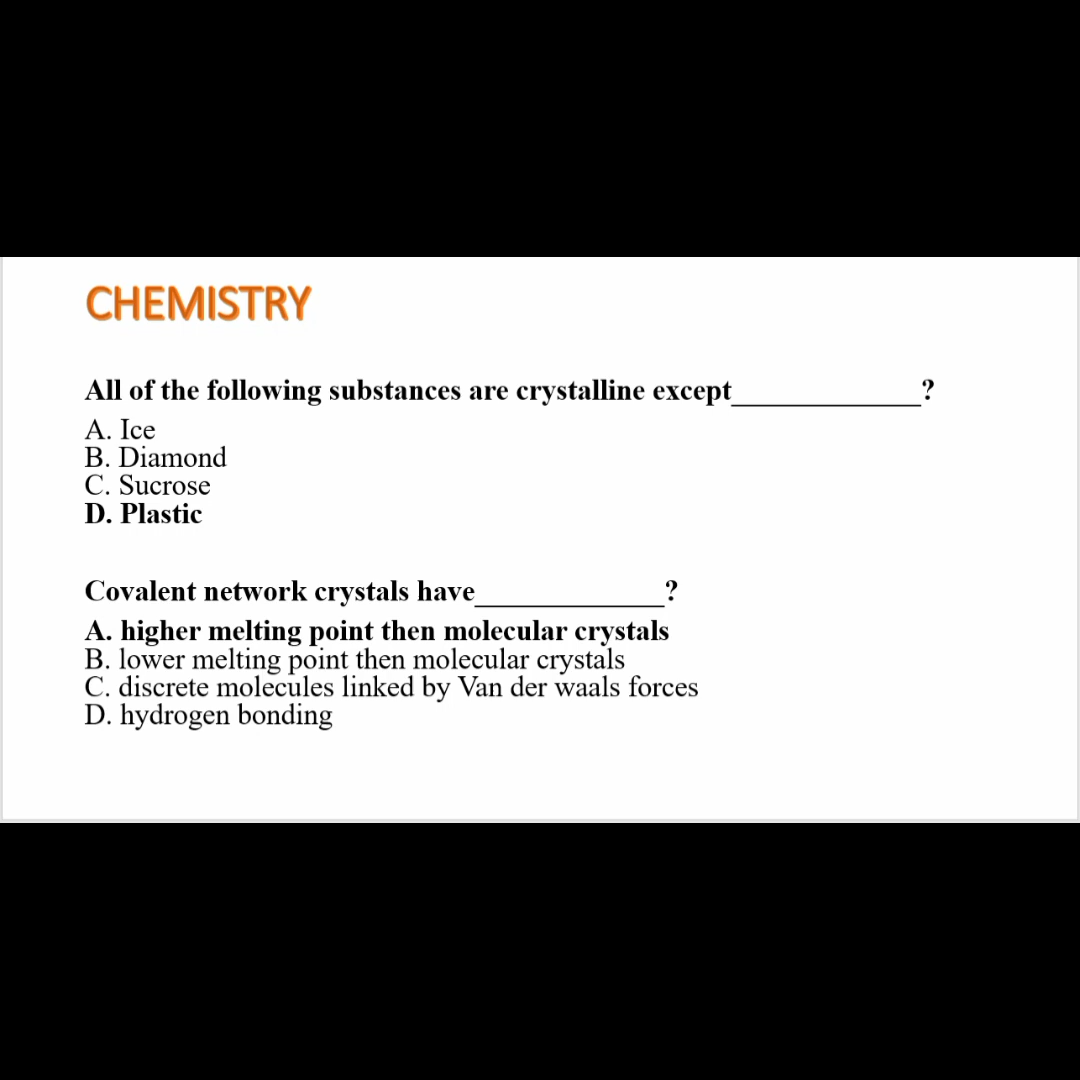 CHEMISTRY
All of the following substances are crystalline except_____________?
A. Ice
B. Diamond
C. Sucrose
D. Plastic
Covalent network crystals have_____________?
A. higher melting point then molecular crystals
B. lower melting point then molecular crystals
C. discrete molecules linked by Van der waals forces
D. hydrogen bonding